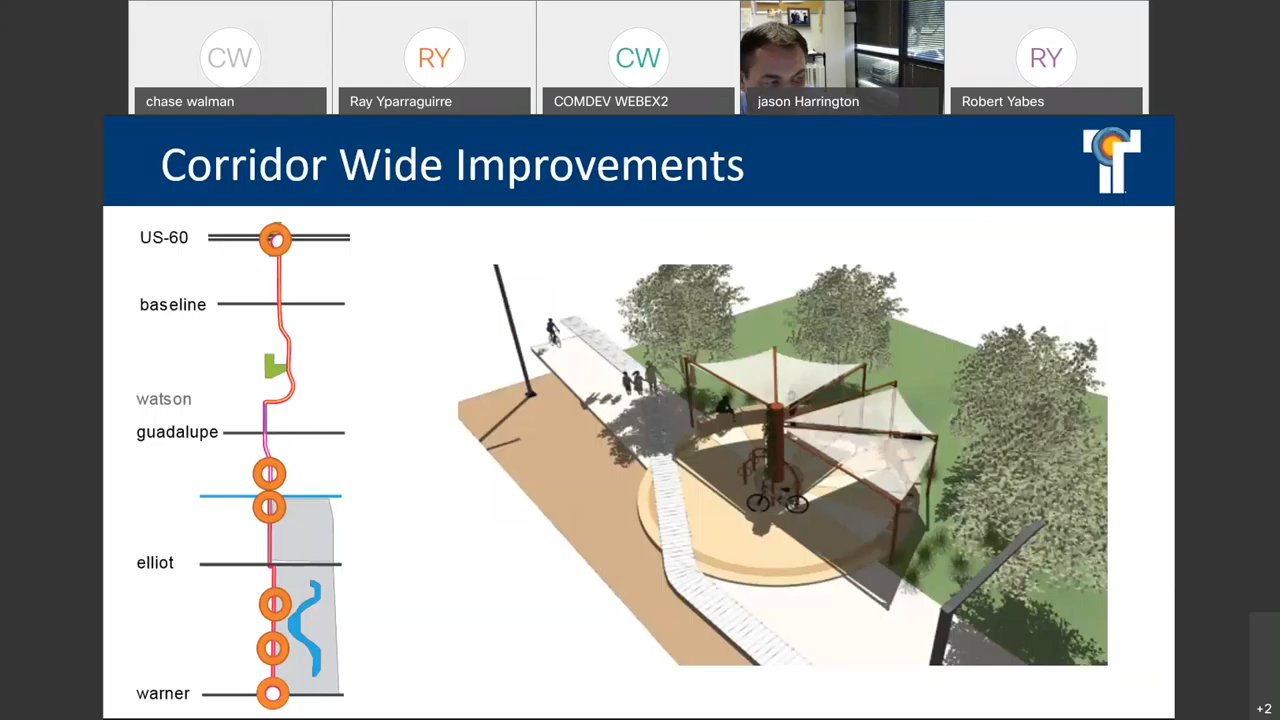 CW
RY
CW
RY
chase walman
Ray Yparraguirre
COMDEV WEBEX2
jason Harrington
Robert Yabes
Corridor Wide Improvements
T
US-60
baseline
watson
guadalupe
elliot
warner
+2